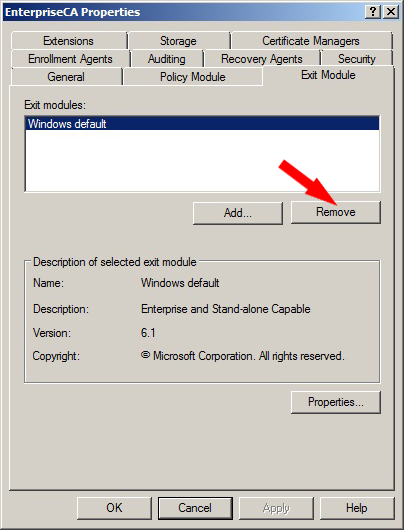 EnterpriseCA Properties
Extensions Storage Certificate Managers
Enrollment Agents Auditing Recovery Agents Security
General Policy Module Exit Module
Exit modules:
Windows default
Add... Remove
Description of selected exit module
Name: Windows default
Description: Enterprise and Stand-alone Capable
Version: 6.1
Copyright: © Microsoft Corporation. All rights reserved.
Properties...
OK Cancel Apply Help